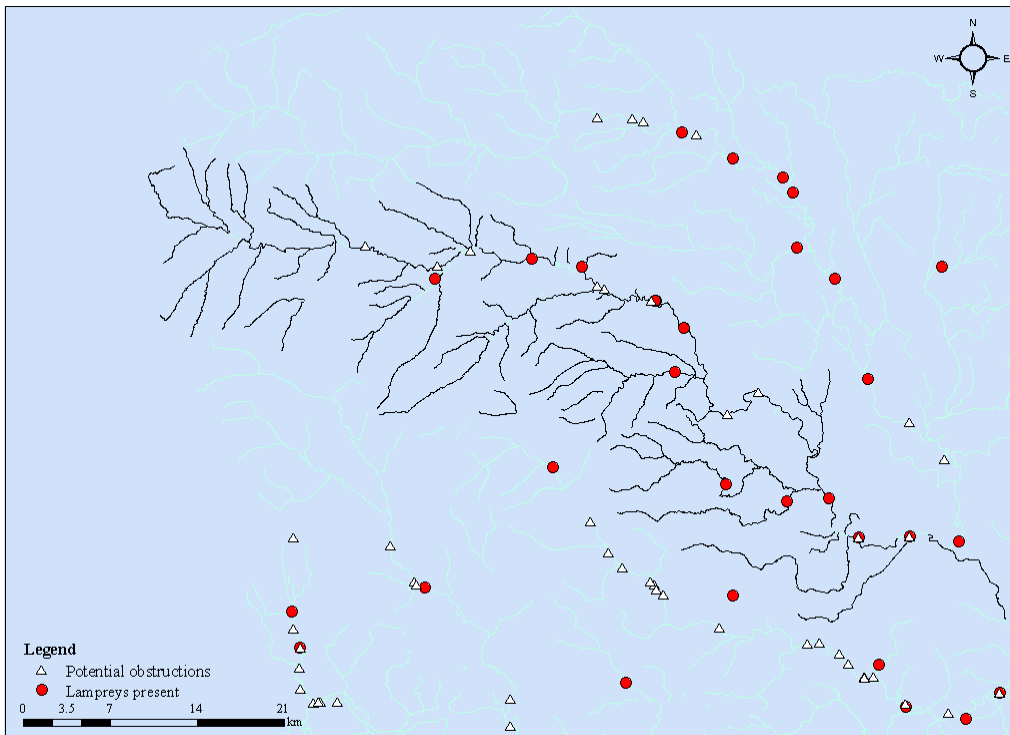 N
W E
S
Legend
Potential obstructions
Lampreys present
0 3.5 7 14 21
km